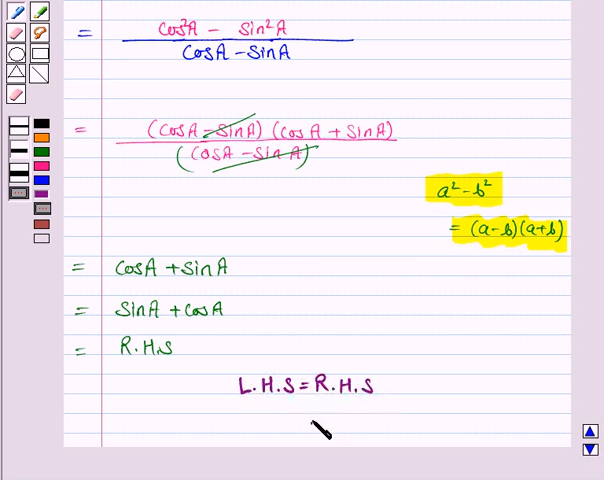 = cos²A - sin²A
CosA - SinA
= (CosA - SinA) (CosA + SinA)
(CosA - SinA)
a² - b²
= (a-b)(a+b)
= CosA + SinA
= SinA + CosA
= R.H.S
L.H.S = R.H.S